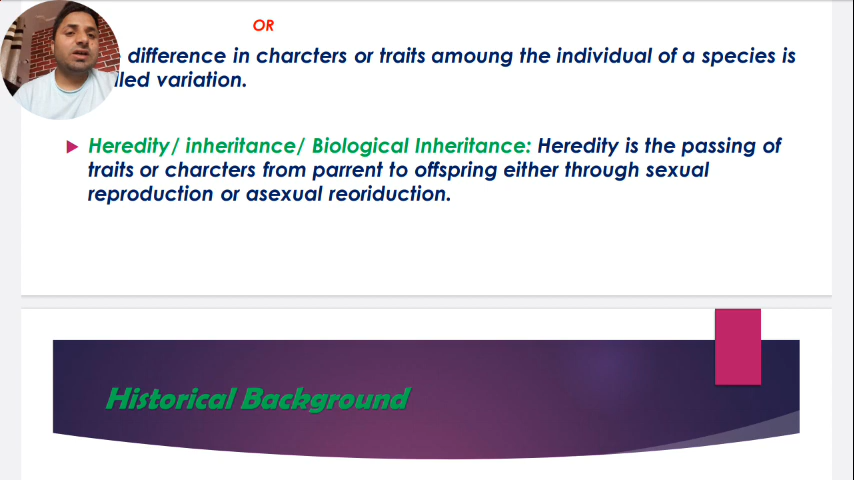 OR
difference in charcters or traits amoung the individual of a species is
lled variation.
Heredity/ inheritance/ Biological Inheritance: Heredity is the passing of
traits or charcters from parrent to offspring either through sexual
reproduction or asexual reoriduction.
Historical Background